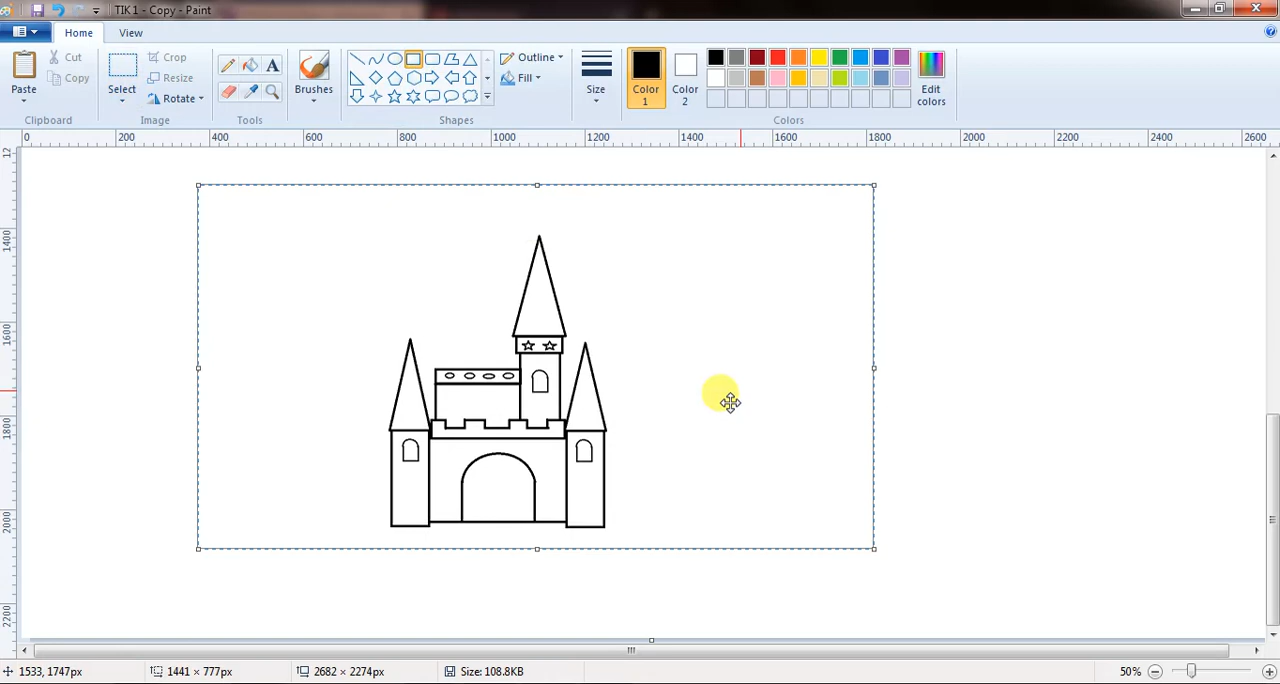 TIK 1 - Copy - Paint
Home View
Paste Cut Copy Select Crop Resize Rotate A Brushes Outline Fill Size Color 1 Color 2 Edit colors
Clipboard Image Tools Shapes Colors
0 200 400 600 800 1000 1200 1400 1600 1800 2000 2200 2400 2600
12
1400
1600
1800
2000
2200
1533, 1747px 1441 × 777px 2682 × 2274px Size: 108.8KB 50%